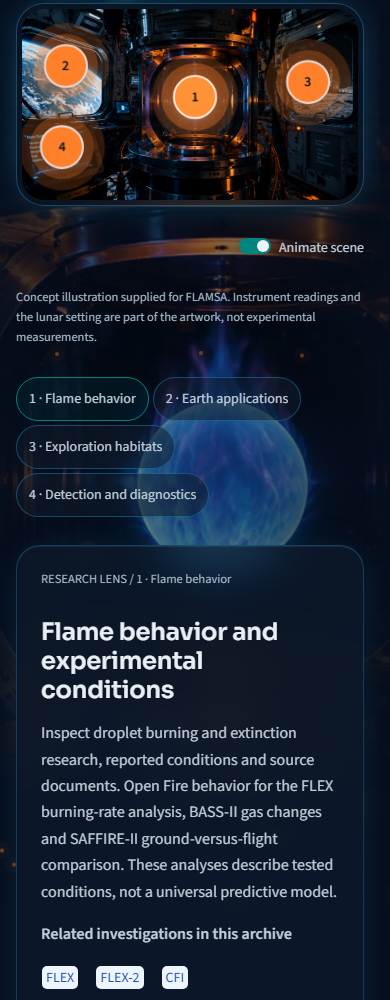 2
1
3
4
Animate scene
Concept illustration supplied for FLAMSA. Instrument readings and
the lunar setting are part of the artwork, not experimental
measurements.
1 · Flame behavior
2 · Earth applications
3 · Exploration habitats
4 · Detection and diagnostics
RESEARCH LENS / 1 · Flame behavior
Flame behavior and
experimental
conditions
Inspect droplet burning and extinction
research, reported conditions and source
documents. Open Fire behavior for the FLEX
burning-rate analysis, BASS-II gas changes
and SAFFIRE-II ground-versus-flight
comparison. These analyses describe tested
conditions, not a universal predictive model.
Related investigations in this archive
FLEX FLEX-2 CFI